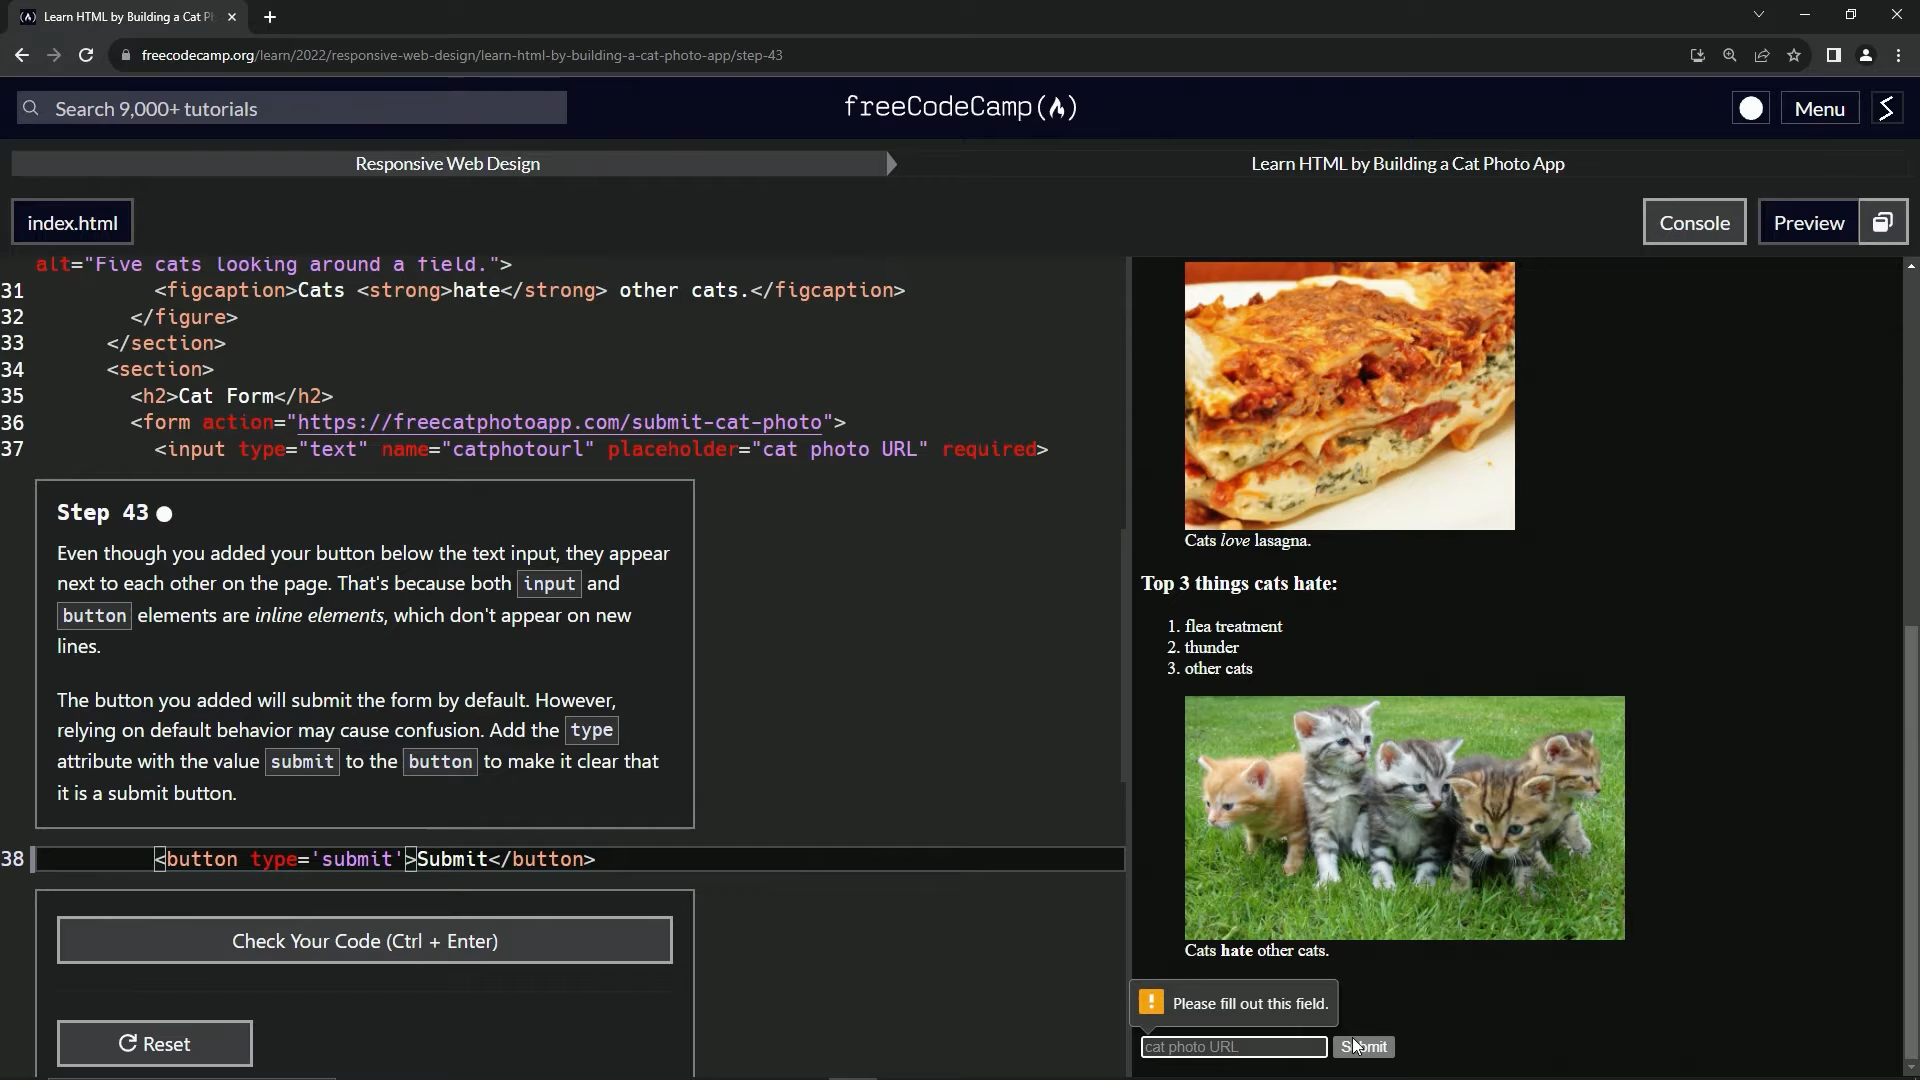 Learn HTML by Building a Cat P
freecodecamp.org/learn/2022/responsive-web-design/learn-html-by-building-a-cat-photo-app/step-43
Search 9,000+ tutorials
freeCodeCamp
Menu
Responsive Web Design
Learn HTML by Building a Cat Photo App
index.html
Console
Preview
alt="Five cats looking around a field.">
31 <figcaption>Cats <strong>hate</strong> other cats.</figcaption>
32 </figure>
33 </section>
34 <section>
35 <h2>Cat Form</h2>
36 <form action="https://freecatphotoapp.com/submit-cat-photo">
37 <input type="text" name="catphotourl" placeholder="cat photo URL" required>
Step 43
Even though you added your button below the text input, they appear
next to each other on the page. That's because both input and
button elements are inline elements, which don't appear on new
lines.
The button you added will submit the form by default. However,
relying on default behavior may cause confusion. Add the type
attribute with the value submit to the button to make it clear that
it is a submit button.
38 <button type='submit'>Submit</button>
Check Your Code (Ctrl + Enter)
Reset
Cats love lasagna.
Top 3 things cats hate:
1. flea treatment
2. thunder
3. other cats
Cats hate other cats.
Please fill out this field.
cat photo URL
Submit